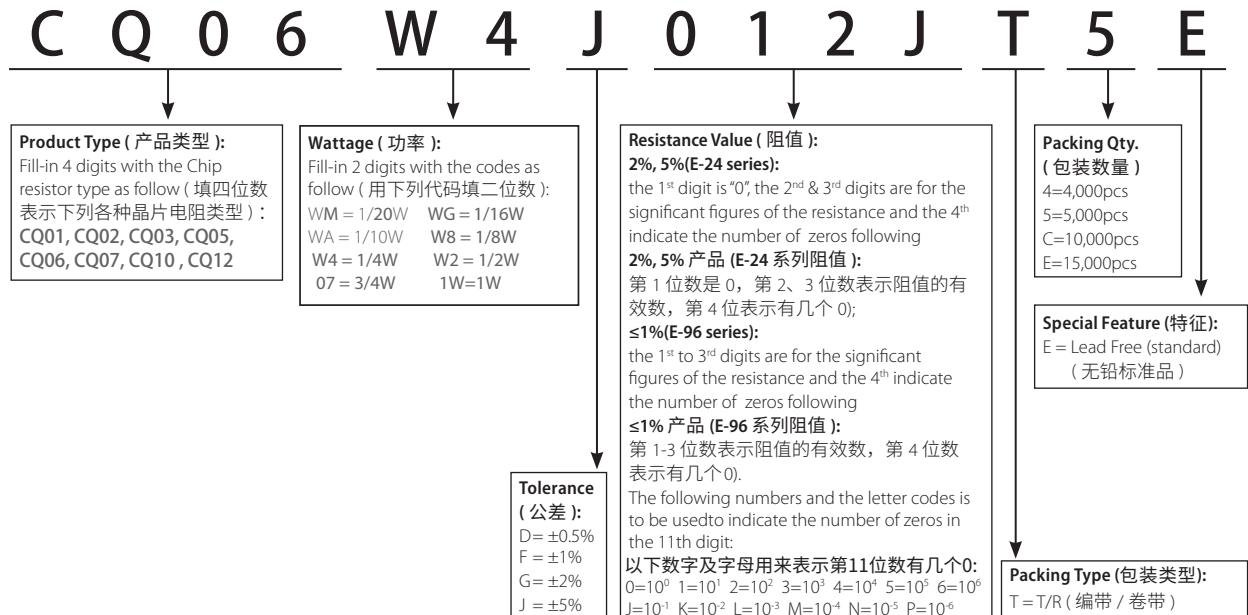 C Q 0 6 W 4 J 0 1 2 J T 5 E
Product Type ( 产品类型 ):
Fill-in 4 digits with the Chip
resistor type as follow ( 填四位数
表示下列各种晶片电阻类型 ) :
CQ01, CQ02, CQ03, CQ05,
CQ06, CQ07, CQ10 , CQ12
Wattage ( 功率 ):
Fill-in 2 digits with the codes as
follow ( 用下列代码填二位数 ):
WM = 1/20W WG = 1/16W
WA = 1/10W W8 = 1/8W
W4 = 1/4W W2 = 1/2W
07 = 3/4W 1W=1W
Tolerance
( 公差 ):
D= ±0.5%
F = ±1%
G= ±2%
J = ±5%
Resistance Value ( 阻值 ):
2%, 5%(E-24 series):
the 1st digit is “0”, the 2nd & 3rd digits are for the
significant figures of the resistance and the 4th
indicate the number of zeros following
2%, 5% 产品 (E-24 系列阻值 ):
第 1 位数是 0，第 2、3 位数表示阻值的有
效数，第 4 位表示有几个 0);
≤1%(E-96 series):
the 1st to 3rd digits are for the significant
figures of the resistance and the 4th indicate
the number of zeros following
≤1% 产品 (E-96 系列阻值 ):
第 1-3 位数表示阻值的有效数，第 4 位数
表示有几个 0).
The following numbers and the letter codes is
to be usedto indicate the number of zeros in
the 11th digit:
以下数字及字母用来表示第11位数有几个0:
0=10⁰ 1=10¹ 2=10² 3=10³ 4=10⁴ 5=10⁵ 6=10⁶
J=10⁻¹ K=10⁻² L=10⁻³ M=10⁻⁴ N=10⁻⁵ P=10⁻⁶
Packing Type (包装类型):
T = T/R ( 编带 / 卷带 )
Packing Qty.
( 包装数量 )
4=4,000pcs
5=5,000pcs
C=10,000pcs
E=15,000pcs
Special Feature (特征):
E = Lead Free (standard)
( 无铅标准品 )